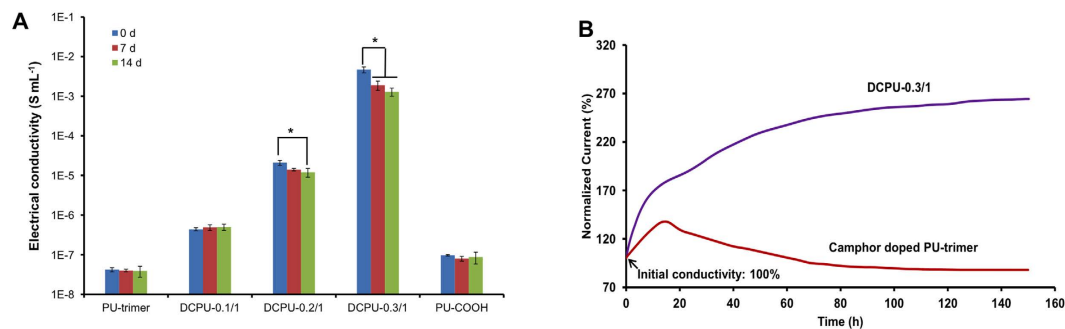 A
Electrical conductivity (S mL-1)
1E-1
1E-2
1E-3
1E-4
1E-5
1E-6
1E-7
1E-8
0 d
7 d
14 d
*
*
PU-trimer DCPU-0.1/1 DCPU-0.2/1 DCPU-0.3/1 PU-COOH
B
Normalized Current (%)
320
270
220
170
120
70
DCPU-0.3/1
Camphor doped PU-trimer
Initial conductivity: 100%
0 20 40 60 80 100 120 140 160
Time (h)